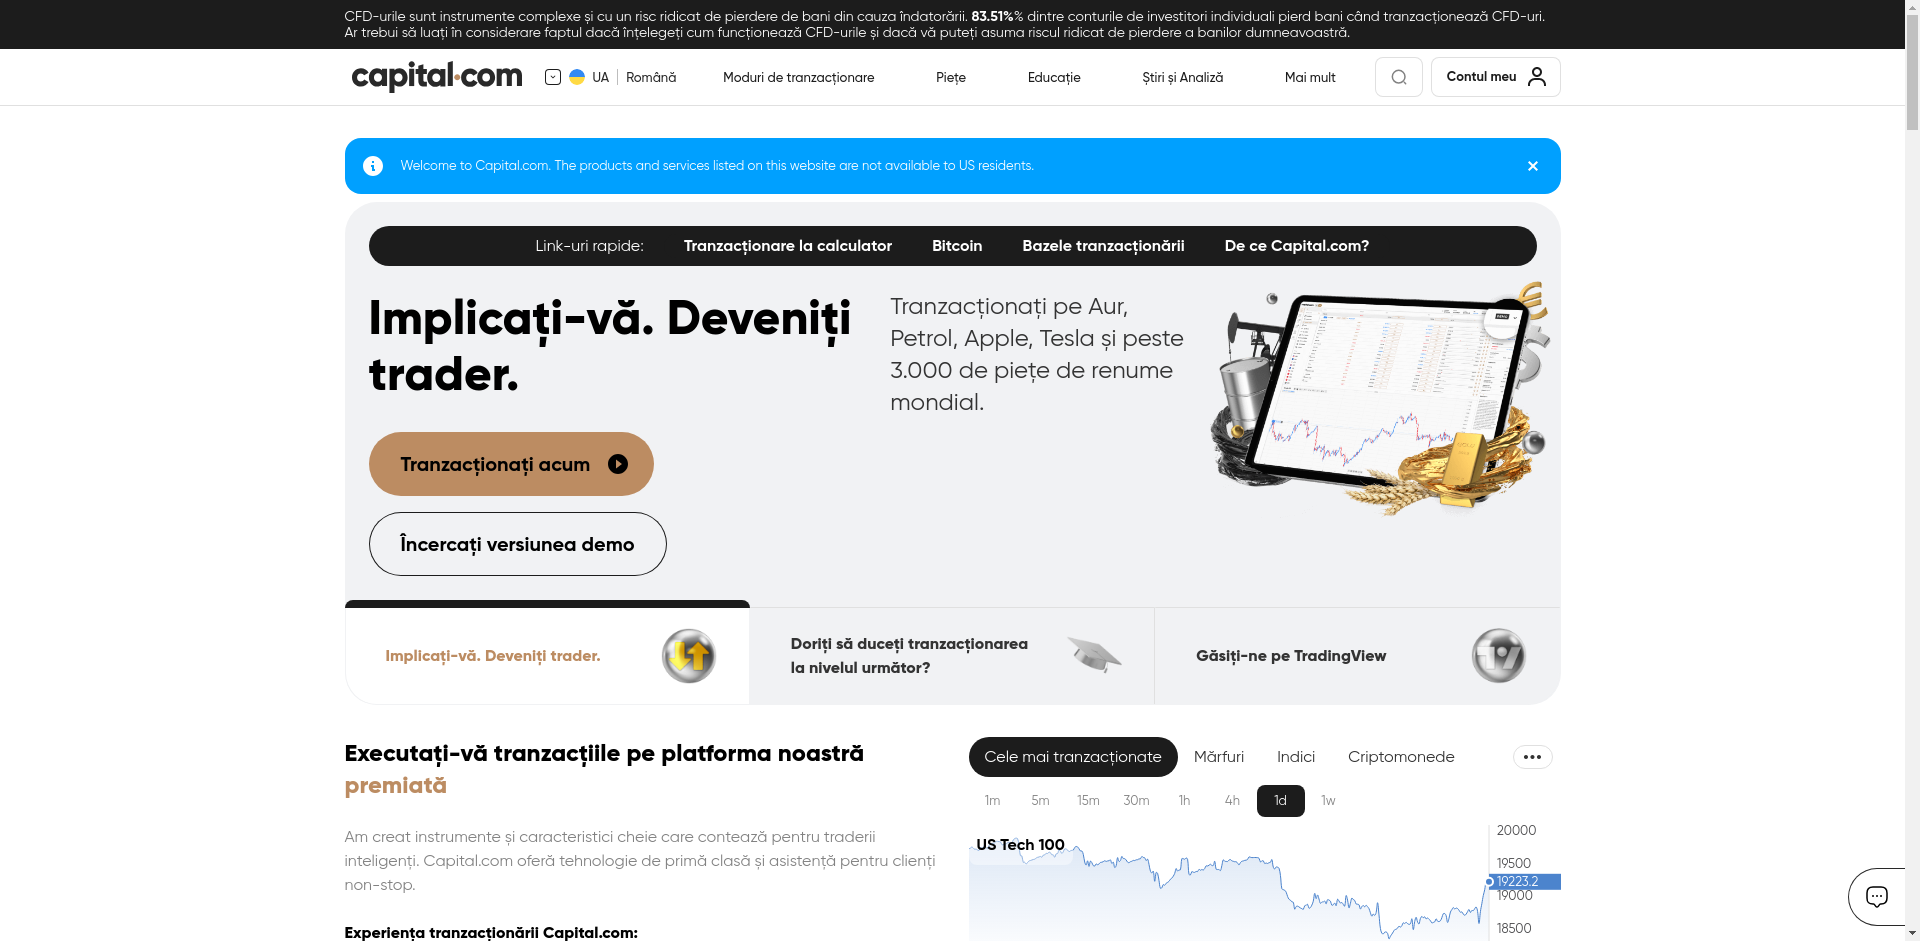 CFD-urile sunt instrumente complexe și cu un risc ridicat de pierdere de bani din cauza îndatorării. 83.51%% dintre conturile de investitori individuali pierd bani când tranzacționează CFD-uri.
Ar trebui să luați în considerare faptul dacă înțelegeți cum funcționează CFD-urile și dacă vă puteți asuma riscul ridicat de pierdere a banilor dumneavoastră.
capital.com UA Română Moduri de tranzacționare Piețe Educație Știri și Analiză Mai mult Contul meu
Welcome to Capital.com. The products and services listed on this website are not available to US residents.
Link-uri rapide: Tranzacționare la calculator Bitcoin Bazele tranzacționării De ce Capital.com?
Implicați-vă. Deveniți
trader.
Tranzacționați pe Aur,
Petrol, Apple, Tesla și peste
3.000 de piețe de renume
mondial.
Tranzacționați acum
Încercați versiunea demo
Implicați-vă. Deveniți trader.
Doriți să duceți tranzacționarea
la nivelul următor?
Găsiți-ne pe TradingView
Executați-vă tranzacțiile pe platforma noastră
premiată
Am creat instrumente și caracteristici cheie care contează pentru traderii
inteligenți. Capital.com oferă tehnologie de primă clasă și asistență pentru clienți
non-stop.
Experiența tranzacționării Capital.com:
Cele mai tranzacționate Mărfuri Indici Criptomonede
1m 5m 15m 30m 1h 4h 1d 1w
US Tech 100
20000
19500
19223.2
19000
18500